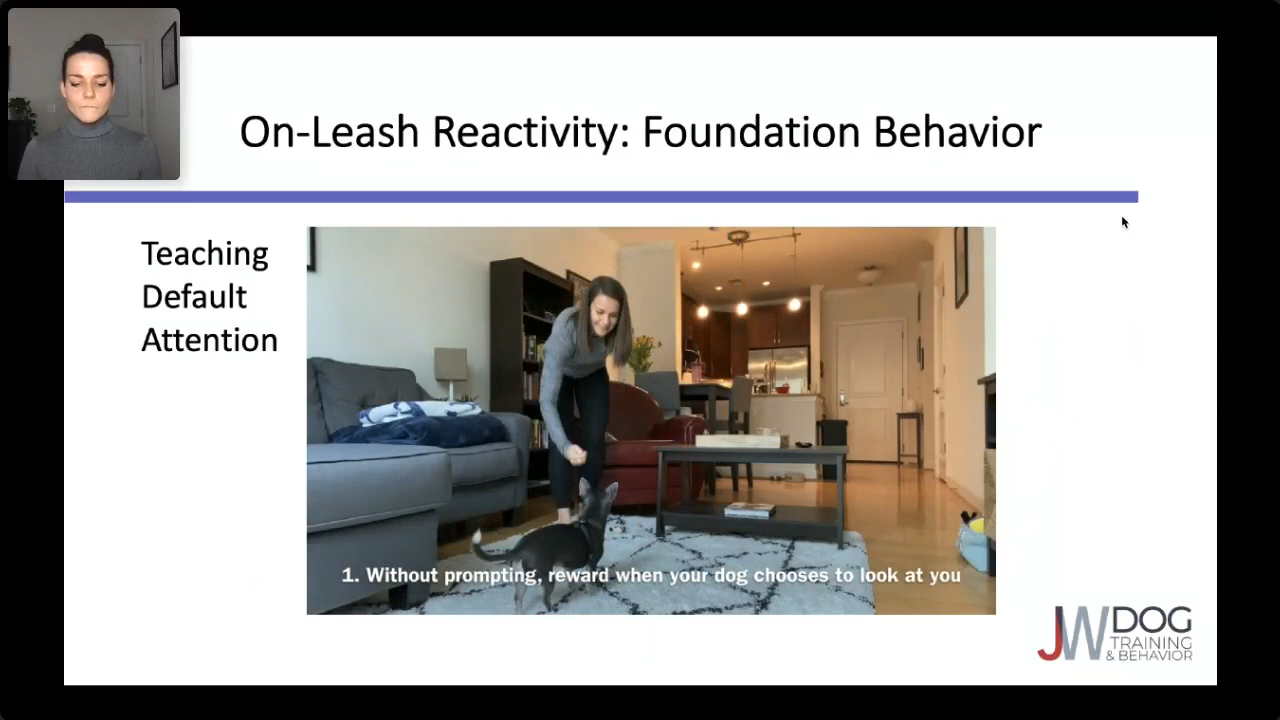 On-Leash Reactivity: Foundation Behavior
Teaching
Default
Attention
1. Without prompting, reward when your dog chooses to look at you
JW DOG
TRAINING
& BEHAVIOR